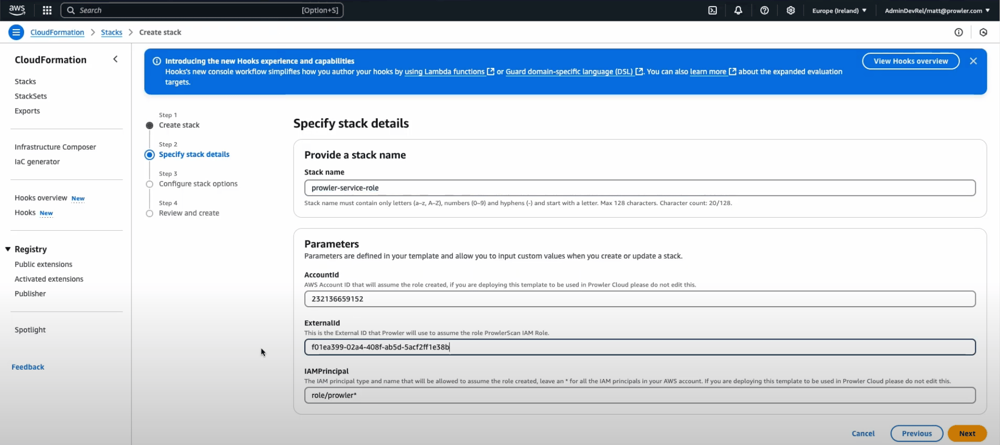 aws
Search
[Option+S]
Europe (Ireland)
AdminDevRel/matt@prowler.com
CloudFormation
Stacks
Create stack
CloudFormation
Stacks
StackSets
Exports
Infrastructure Composer
IaC generator
Hooks overview New
Hooks New
Registry
Public extensions
Activated extensions
Publisher
Spotlight
Feedback
Introducing the new Hooks experience and capabilities
Hooks's new console workflow simplifies how you author your hooks by using Lambda functions or Guard domain-specific language (DSL). You can also learn more about the expanded evaluation
targets.
View Hooks overview
Step 1
Create stack
Step 2
Specify stack details
Step 3
Configure stack options
Step 4
Review and create
Specify stack details
Provide a stack name
Stack name
prowler-service-role
Stack name must contain only letters (a-z, A-Z), numbers (0-9) and hyphens (-) and start with a letter. Max 128 characters. Character count: 20/128.
Parameters
Parameters are defined in your template and allow you to input custom values when you create or update a stack.
AccountId
AWS Account ID that will assume the role created, if you are deploying this template to be used in Prowler Cloud please do not edit this.
232136659152
ExternalId
This is the External ID that Prowler will use to assume the role ProwlerScan IAM Role.
f01ea399-02a4-408f-ab5d-5acf2ff1e38b
IAMPrincipal
The IAM principal type and name that will be allowed to assume the role created, leave an * for all the IAM principals in your AWS account. If you are deploying this template to be used in Prowler Cloud please do not edit this.
role/prowler*
Cancel
Previous
Next